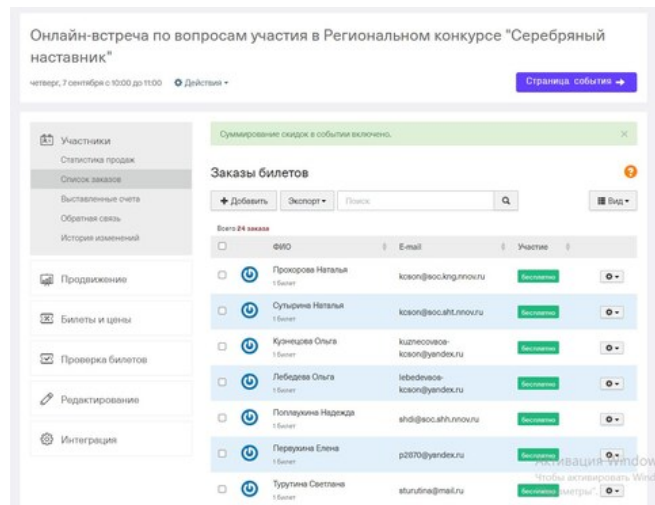 Онлайн-встреча по вопросам участия в Региональном конкурсе "Серебряный
наставник"
четверг, 7 сентября с 10:00 до 11:00 Действия
Страница события →
Участники
Статистика продаж
Список заказов
Выставленные счета
Обратная связь
История изменений
Продвижение
Билеты и цены
Проверка билетов
Редактирование
Интеграция
Суммирование скидок в событии включено. ×
Заказы билетов ?
+ Добавить Экспорт Поиск Вид
Всего 24 заказа
ФИО E-mail Участие
Прохорова Наталья kcson@soc.kng.nnov.ru бесплатно
1 билет
Сутырина Наталья kcson@soc.sht.nnov.ru бесплатно
1 билет
Кузнецова Ольга kuznecovaoa-
kcson@yandex.ru бесплатно
1 билет
Лебедева Ольга lebedevaos-
kcson@yandex.ru бесплатно
1 билет
Поплаухина Надежда shdi@soc.shh.nnov.ru бесплатно
1 билет
Первухина Елена p2870@yandex.ru бесплатно
1 билет
Турутина Светлана sturutina@mail.ru бесплатно
1 билет
Активация Window
Чтобы активировать Wind